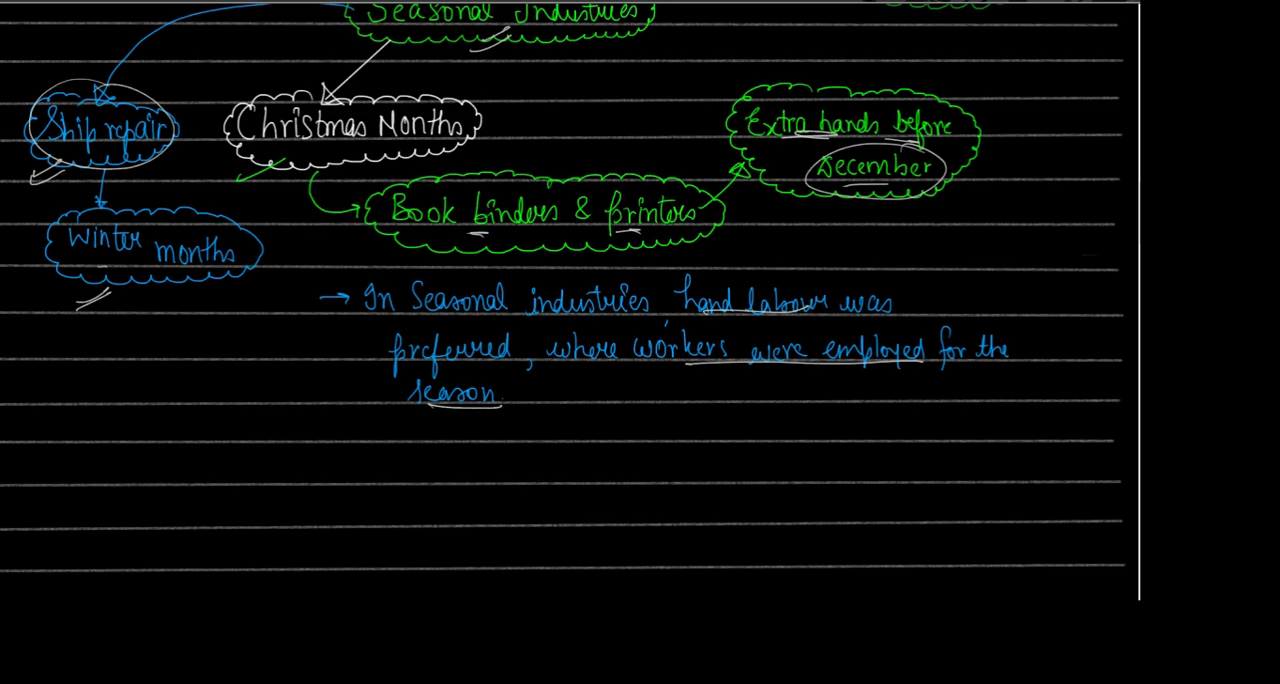 Seasonal Industries
Ship repair
Christmas Months
Extra hands before
December
Book binders & printers
Winter months
→ In Seasonal industries hand labour was
preferred, where workers were employed for the
season.